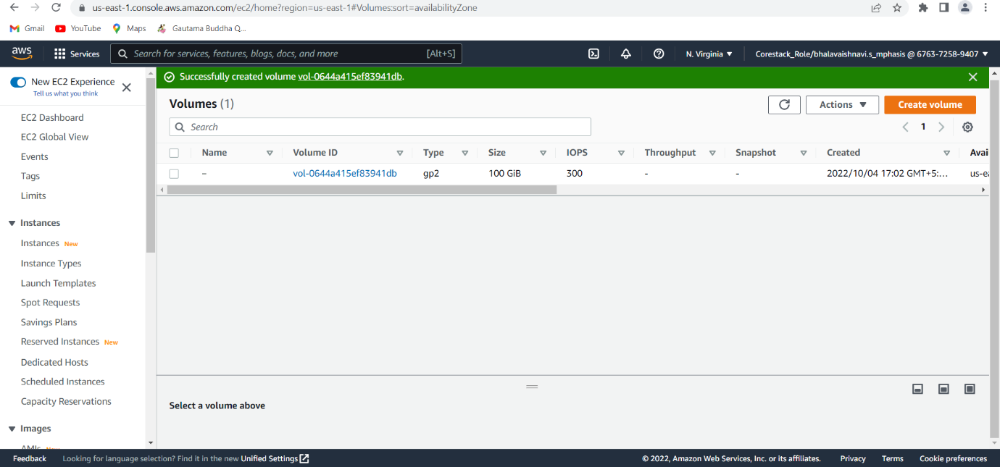 us-east-1.console.aws.amazon.com/ec2/home?region=us-east-1#Volumes:sort=availabilityZone
Gmail YouTube Maps Gautama Buddha Q...
aws Services Search for services, features, blogs, docs, and more [Alt+S] N. Virginia Corestack_Role/bhalavaishnavi.s_mphasis @ 6763-7258-9407
New EC2 Experience
Tell us what you think
EC2 Dashboard
EC2 Global View
Events
Tags
Limits
Instances
Instances New
Instance Types
Launch Templates
Spot Requests
Savings Plans
Reserved Instances New
Dedicated Hosts
Scheduled Instances
Capacity Reservations
Images
AMIs New
Successfully created volume vol-0644a415ef83941db.
Volumes (1) Actions Create volume
Search 1
Name Volume ID Type Size IOPS Throughput Snapshot Created Avai
– vol-0644a415ef83941db gp2 100 GiB 300 - - 2022/10/04 17:02 GMT+5:... us-ea
Select a volume above
Feedback Looking for language selection? Find it in the new Unified Settings © 2022, Amazon Web Services, Inc. or its affiliates. Privacy Terms Cookie preferences